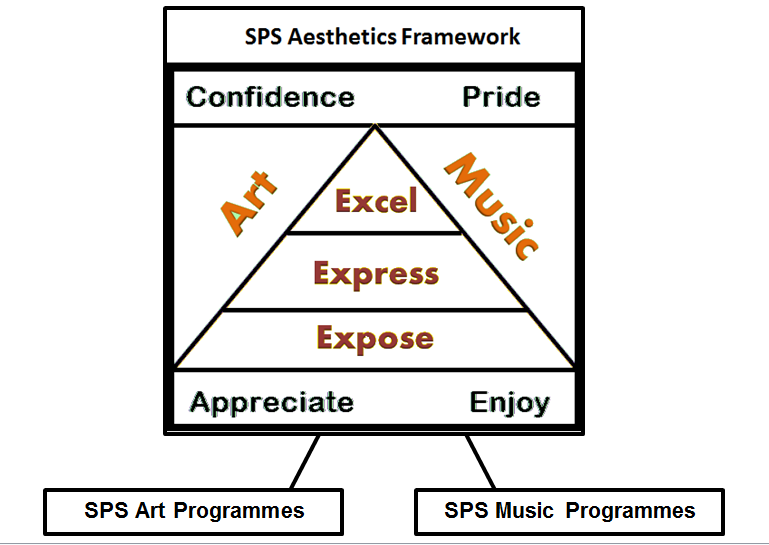 SPS Aesthetics Framework
Confidence Pride
Art Music
Excel
Express
Expose
Appreciate Enjoy
SPS Art Programmes SPS Music Programmes